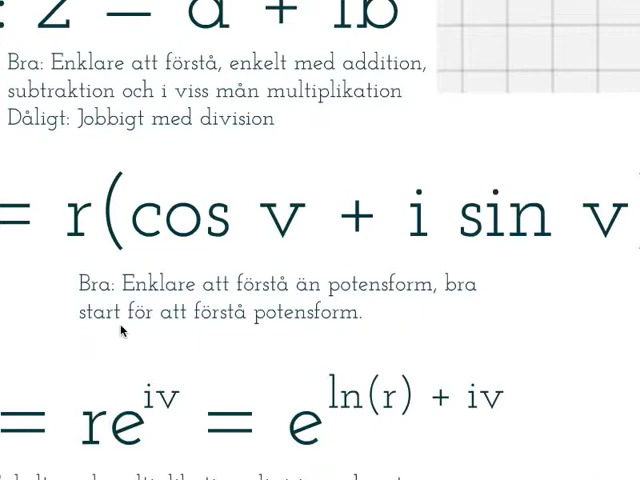 : z = a + ib
Bra: Enklare att förstå, enkelt med addition,
subtraktion och i viss mån multiplikation
Dåligt: Jobbigt med division
= r(cos v + i sin v)
Bra: Enklare att förstå än potensform, bra
start för att förstå potensform.
= re^iv = e^ln(r) + iv